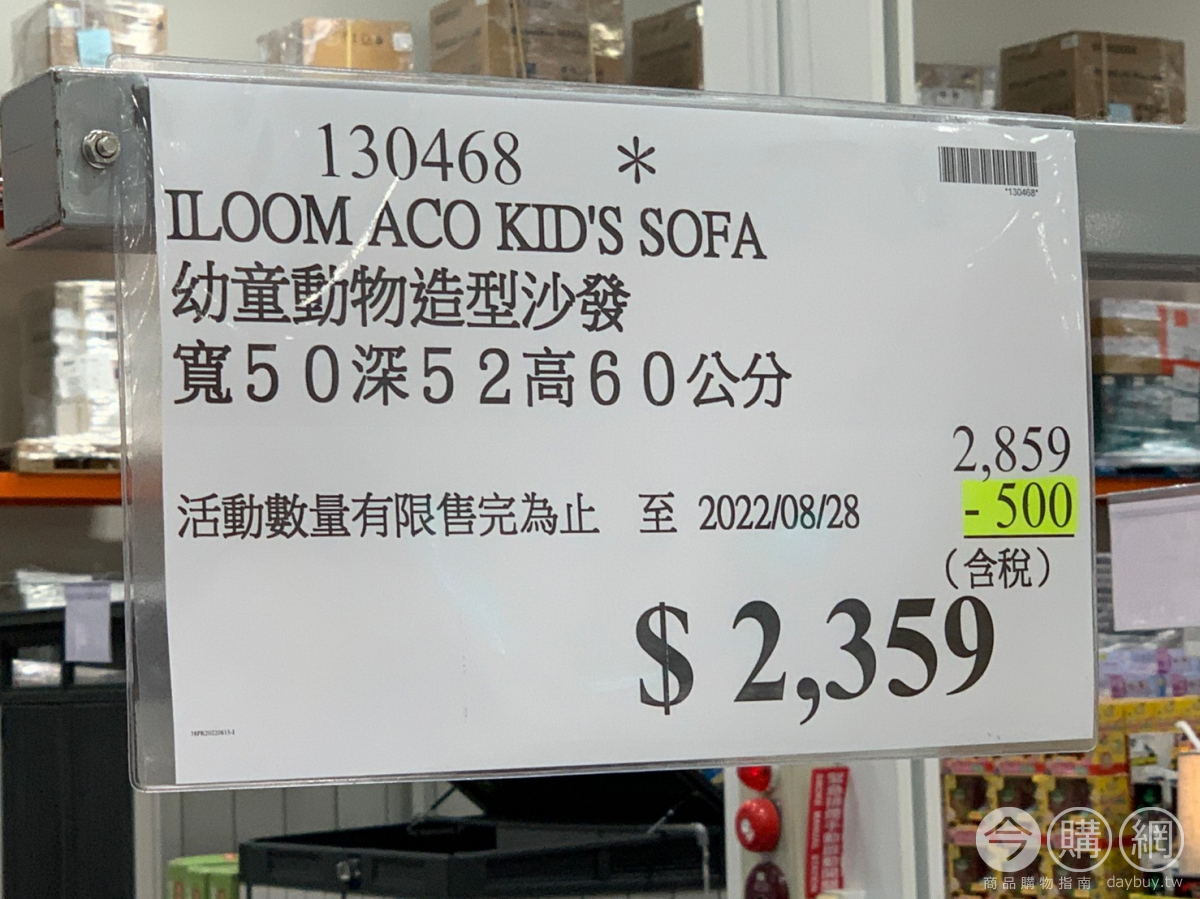 130468 *
*130468*
ILOOM ACO KID'S SOFA
幼童動物造型沙發
寬50深52高60公分
2,859
活動數量有限售完為止 至 2022/08/28 -500
(含稅)
$2,359
今購網
商品購物指南 daybuy.tw